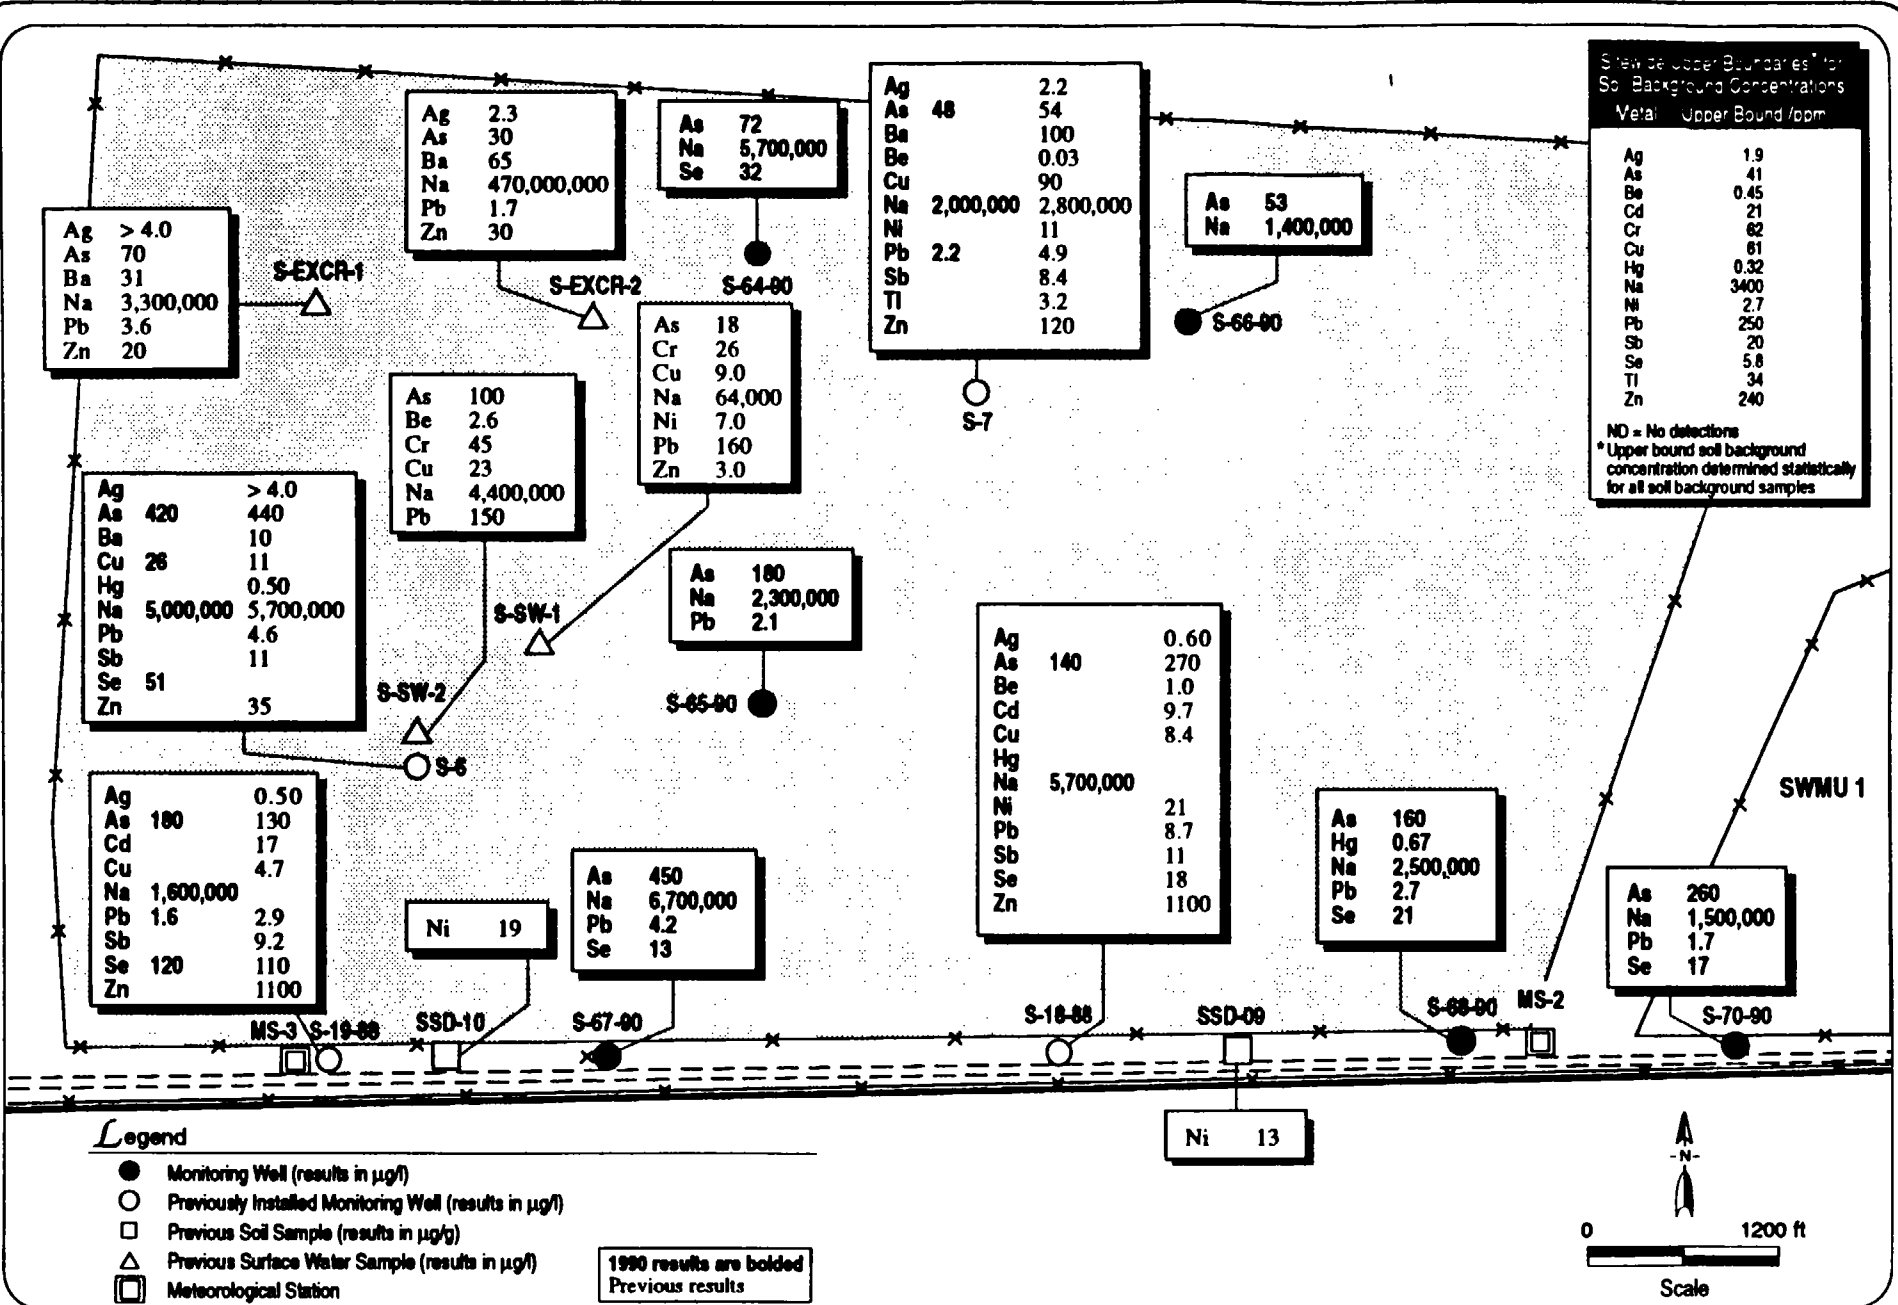 Sitewide Upper Boundaries* for
Soil Background Concentrations
Metal Upper Bound /ppm
Ag 1.9
As 41
Be 0.45
Cd 21
Cr 62
Cu 61
Hg 0.32
Na 3400
Ni 2.7
Pb 250
Sb 20
Se 5.8
Tl 34
Zn 240
ND = No detections
* Upper bound soil background
concentration determined statistically
for all soil background samples
Ag > 4.0
As 70
Ba 31
Na 3,300,000
Pb 3.6
Zn 20
S-EXCR-1
Ag 2.3
As 30
Ba 65
Na 470,000,000
Pb 1.7
Zn 30
S-EXCR-2
As 72
Na 5,700,000
Se 32
S-64-90
Ag 2.2
As 48 54
Ba 100
Be 0.03
Cu 90
Na 2,000,000 2,800,000
Ni 11
Pb 2.2 4.9
Sb 8.4
Tl 3.2
Zn 120
S-7
As 53
Na 1,400,000
S-66-90
As 18
Cr 26
Cu 9.0
Na 64,000
Ni 7.0
Pb 160
Zn 3.0
S-SW-1
As 100
Be 2.6
Cr 45
Cu 23
Na 4,400,000
Pb 150
S-SW-2
Ag > 4.0
As 420 440
Ba 10
Cu 26 11
Hg 0.50
Na 5,000,000 5,700,000
Pb 4.6
Sb 11
Se 51
Zn 35
S-6
As 180
Na 2,300,000
Pb 2.1
S-65-90
Ag 0.60
As 140 270
Be 1.0
Cd 9.7
Cu 8.4
Hg
Na 5,700,000
Ni 21
Pb 8.7
Sb 11
Se 18
Zn 1100
S-18-88
Ag 0.50
As 180 130
Cd 17
Cu 4.7
Na 1,600,000
Pb 1.6 2.9
Sb 9.2
Se 120 110
Zn 1100
MS-3 S-19-88
Ni 19
SSD-10
As 450
Na 6,700,000
Pb 4.2
Se 13
S-67-90
SSD-09
Ni 13
As 160
Hg 0.67
Na 2,500,000
Pb 2.7
Se 21
S-68-90
MS-2
SWMU 1
As 260
Na 1,500,000
Pb 1.7
Se 17
S-70-90
Legend
Monitoring Well (results in µg/l)
Previously Installed Monitoring Well (results in µg/l)
Previous Soil Sample (results in µg/g)
Previous Surface Water Sample (results in µg/l)
Meteorological Station
1990 results are bolded
Previous results
-N-
0 1200 ft
Scale